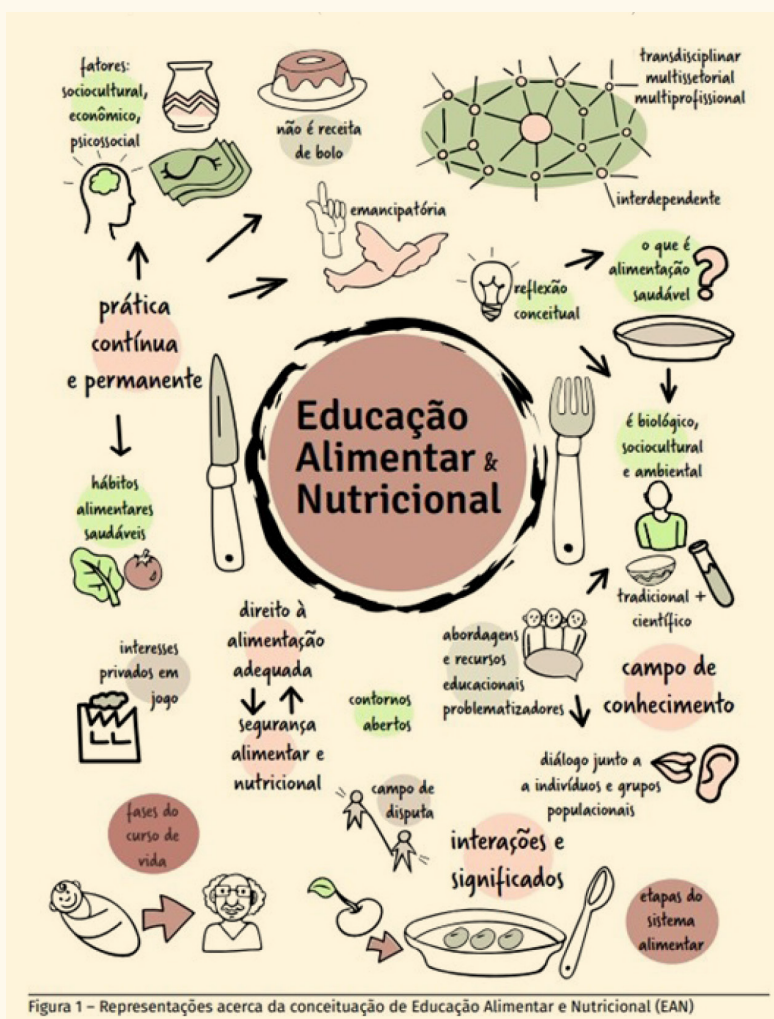 fatores:
sociocultural,
econômico,
psicossocial
não é receita
de bolo
transdisciplinar
multissetorial
multiprofissional
interdependente
emancipatória
reflexão
conceitual
o que é
alimentação
saudável
?
prática
contínua
e permanente
Educação
Alimentar &
Nutricional
é biológico,
sociocultural
e ambiental
hábitos
alimentares
saudáveis
tradicional +
científico
direito à
alimentação
adequada
segurança
alimentar e
nutricional
interesses
privados em
jogo
contornos
abertos
abordagens
e recursos
educacionais
problematizadores
campo de
conhecimento
diálogo junto a
a indivíduos e grupos
populacionais
campo de
disputa
fases do
curso de
vida
interações e
significados
etapas do
sistema
alimentar
Figura 1 – Representações acerca da conceituação de Educação Alimentar e Nutricional (EAN)